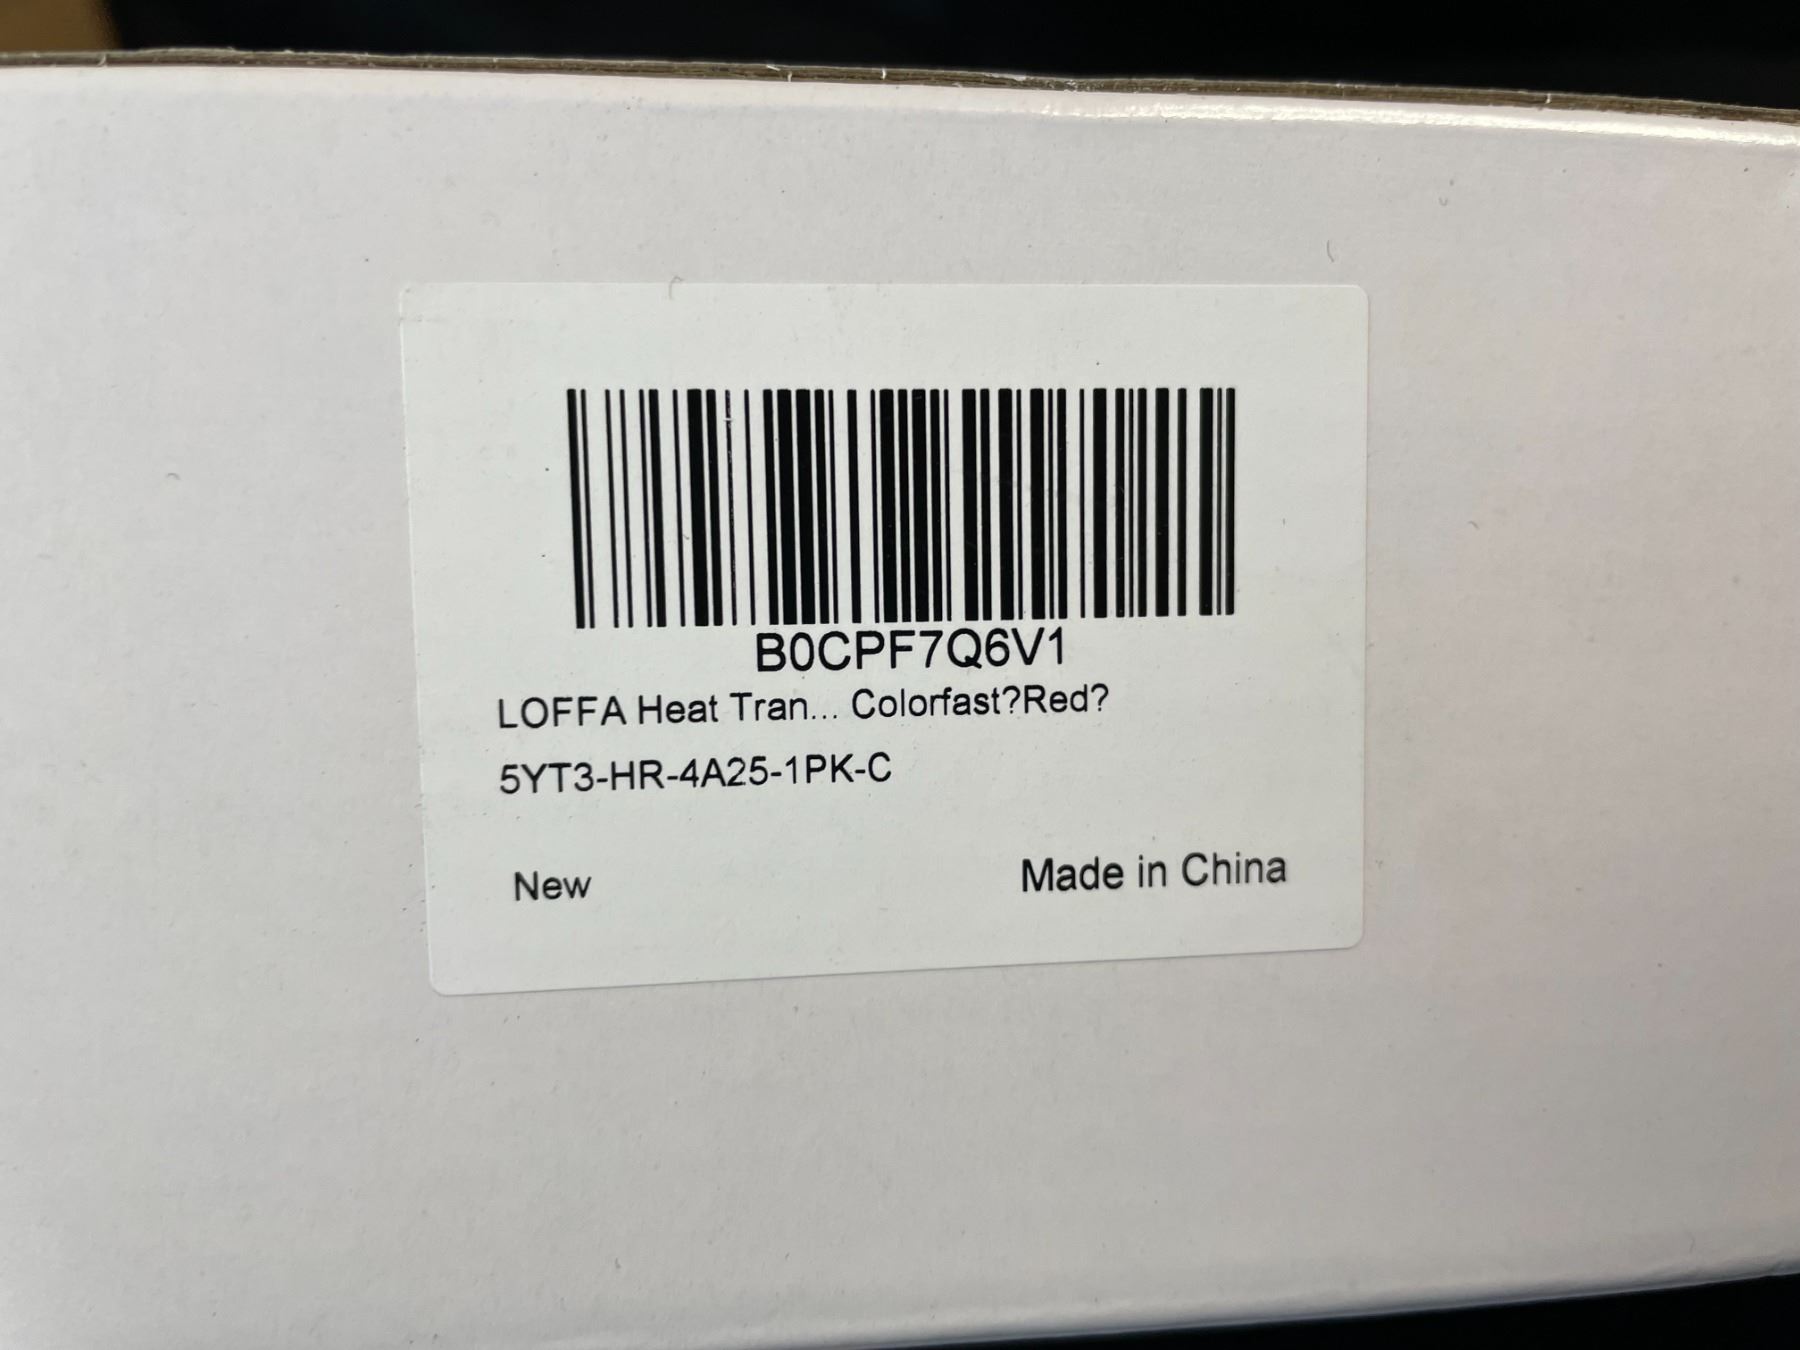 B0CPF7Q6V1
LOFFA Heat Tran... Colorfast?Red?
5YT3-HR-4A25-1PK-C
New
Made in China